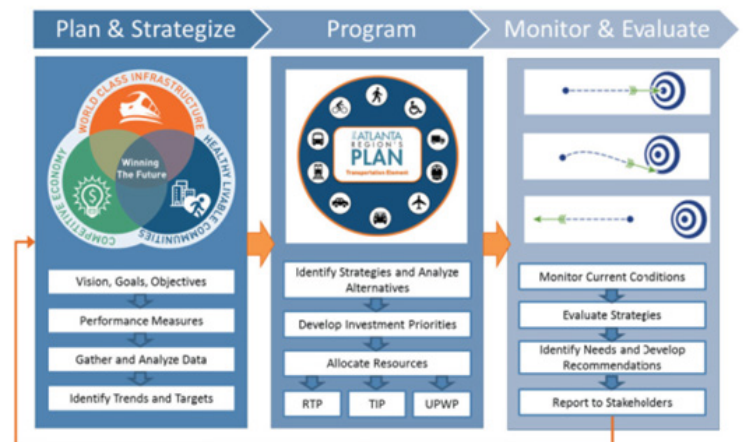 Plan & Strategize
Program
Monitor & Evaluate
WORLD CLASS INFRASTRUCTURE
COMPETITIVE ECONOMY
HEALTHY LIVABLE COMMUNITIES
Winning
The Future
$
Vision, Goals, Objectives
Performance Measures
Gather and Analyze Data
Identify Trends and Targets
THE
ATLANTA
REGION'S
PLAN
Transportation Element
Identify Strategies and Analyze
Alternatives
Develop Investment Priorities
Allocate Resources
RTP
TIP
UPWP
Monitor Current Conditions
Evaluate Strategies
Identify Needs and Develop
Recommendations
Report to Stakeholders